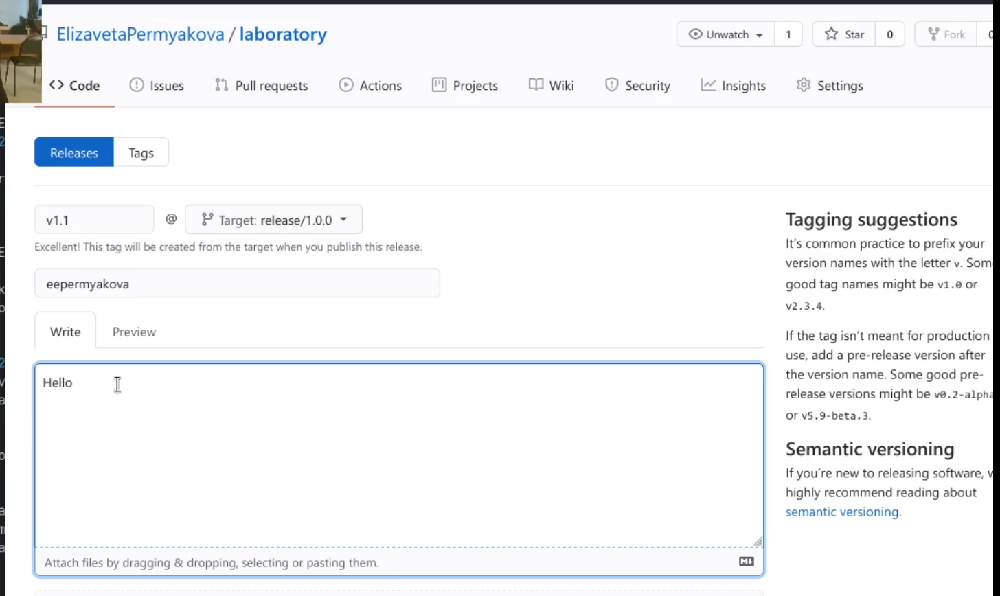 ElizavetaPermyakova / laboratory
Unwatch 1 Star 0 Fork
<> Code Issues Pull requests Actions Projects Wiki Security Insights Settings
Releases Tags
v1.1 @ Target: release/1.0.0
Excellent! This tag will be created from the target when you publish this release.
eepermyakova
Write Preview
Hello
Attach files by dragging & dropping, selecting or pasting them.
Tagging suggestions
It's common practice to prefix your
version names with the letter v. Som
good tag names might be v1.0 or
v2.3.4.
If the tag isn't meant for production
use, add a pre-release version after
the version name. Some good pre-
release versions might be v0.2-alpha
or v5.9-beta.3.
Semantic versioning
If you're new to releasing software, w
highly recommend reading about
semantic versioning.